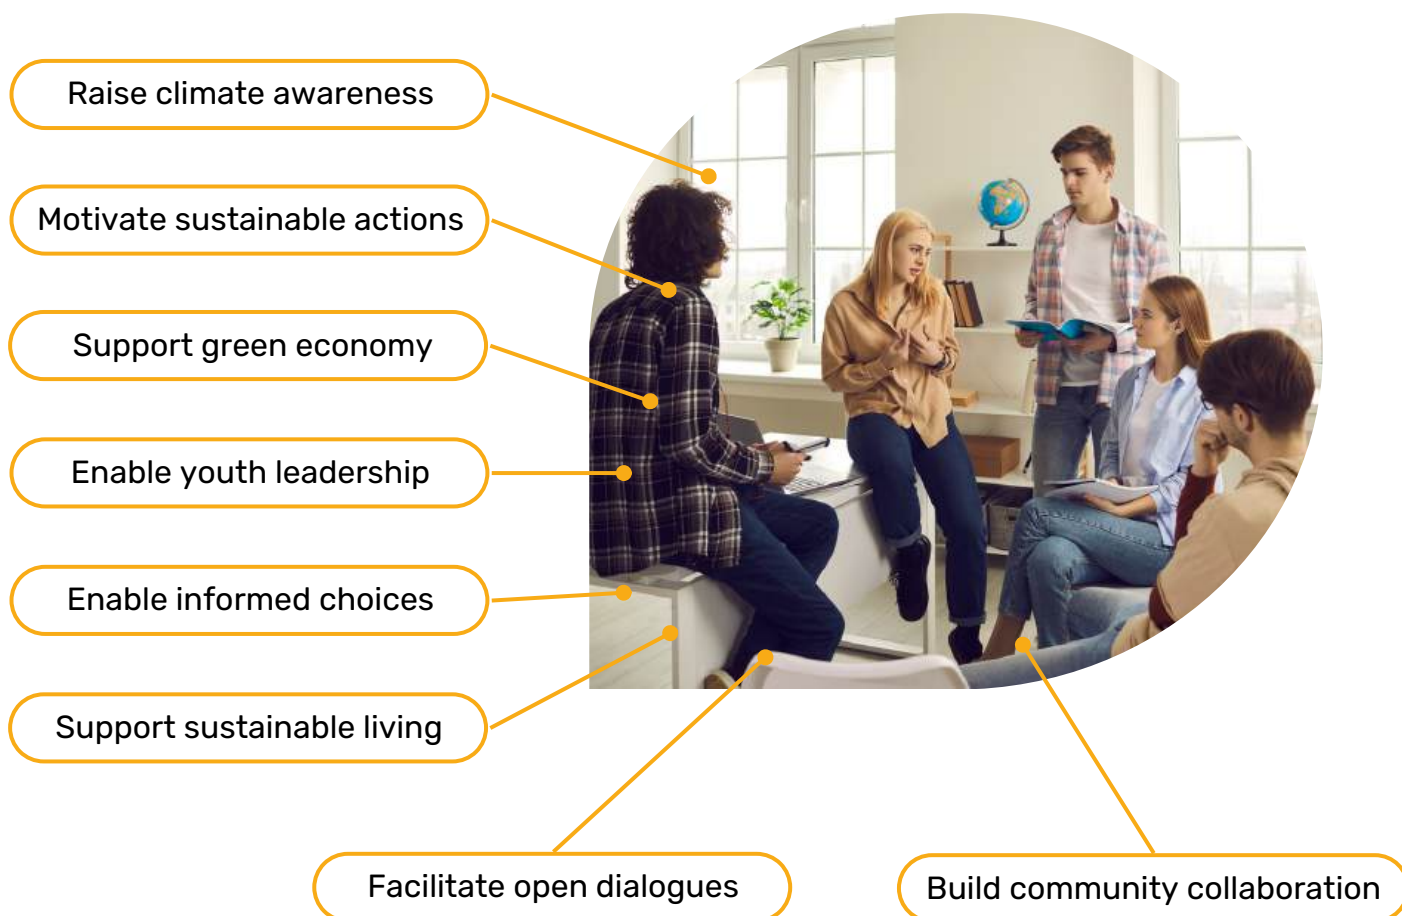 Raise climate awareness
Motivate sustainable actions
Support green economy
Enable youth leadership
Enable informed choices
Support sustainable living
Facilitate open dialogues
Build community collaboration